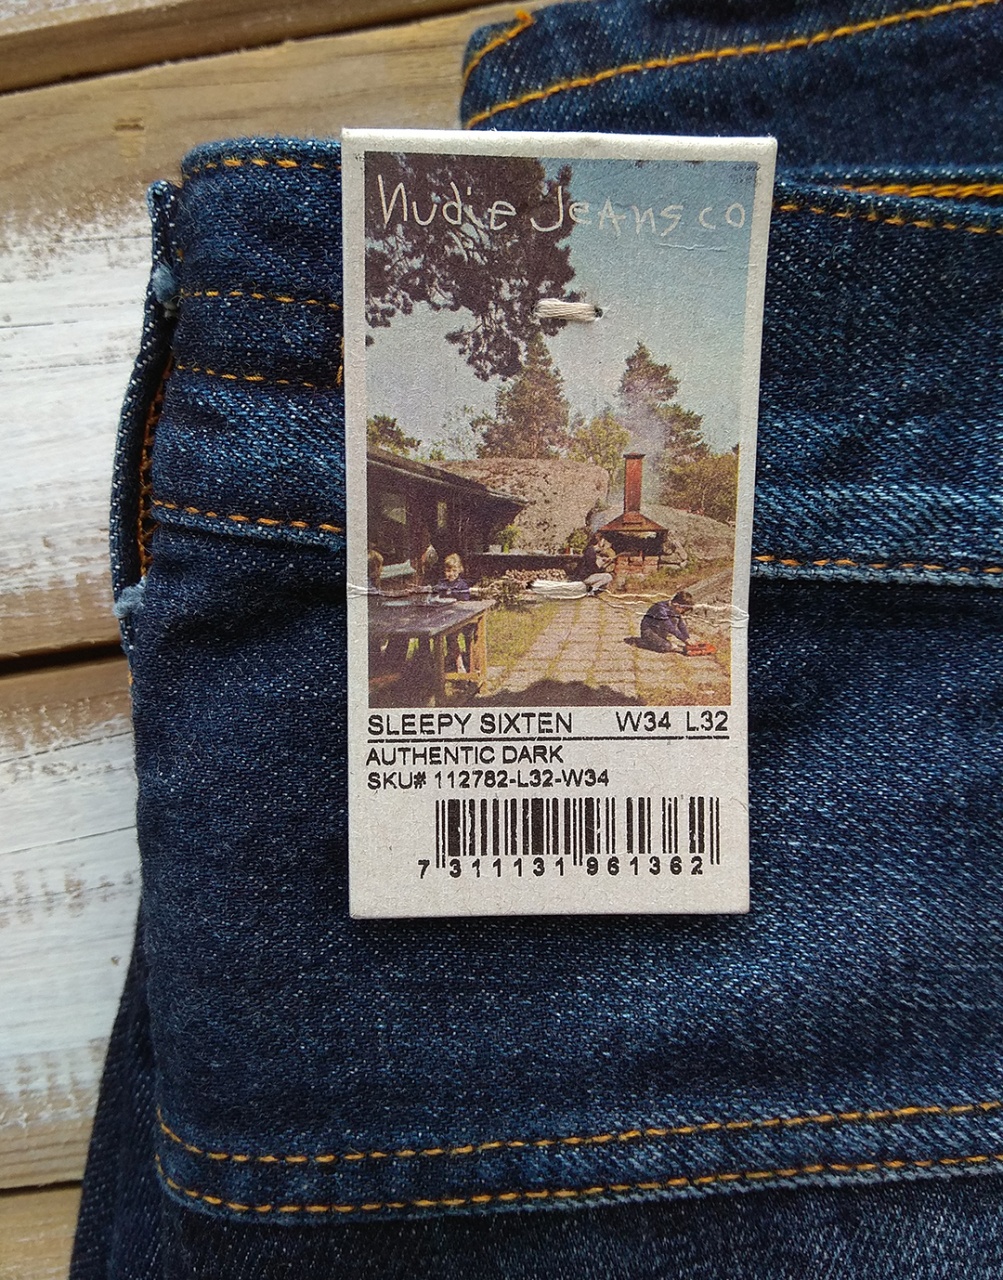 Nudie Jeans co
SLEEPY SIXTEN W34 L32
AUTHENTIC DARK
SKU# 112782-L32-W34
7 311131 961362